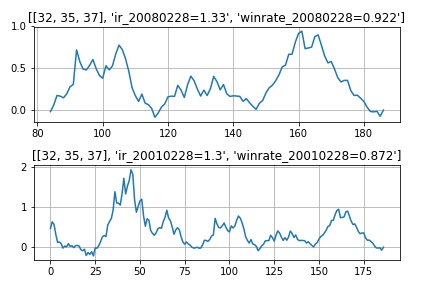 [[32, 35, 37], 'ir_20080228=1.33', 'winrate_20080228=0.922']
1.0
0.5
0.0
80 100 120 140 160 180
[[32, 35, 37], 'ir_20010228=1.3', 'winrate_20010228=0.872']
2
1
0
0 25 50 75 100 125 150 175